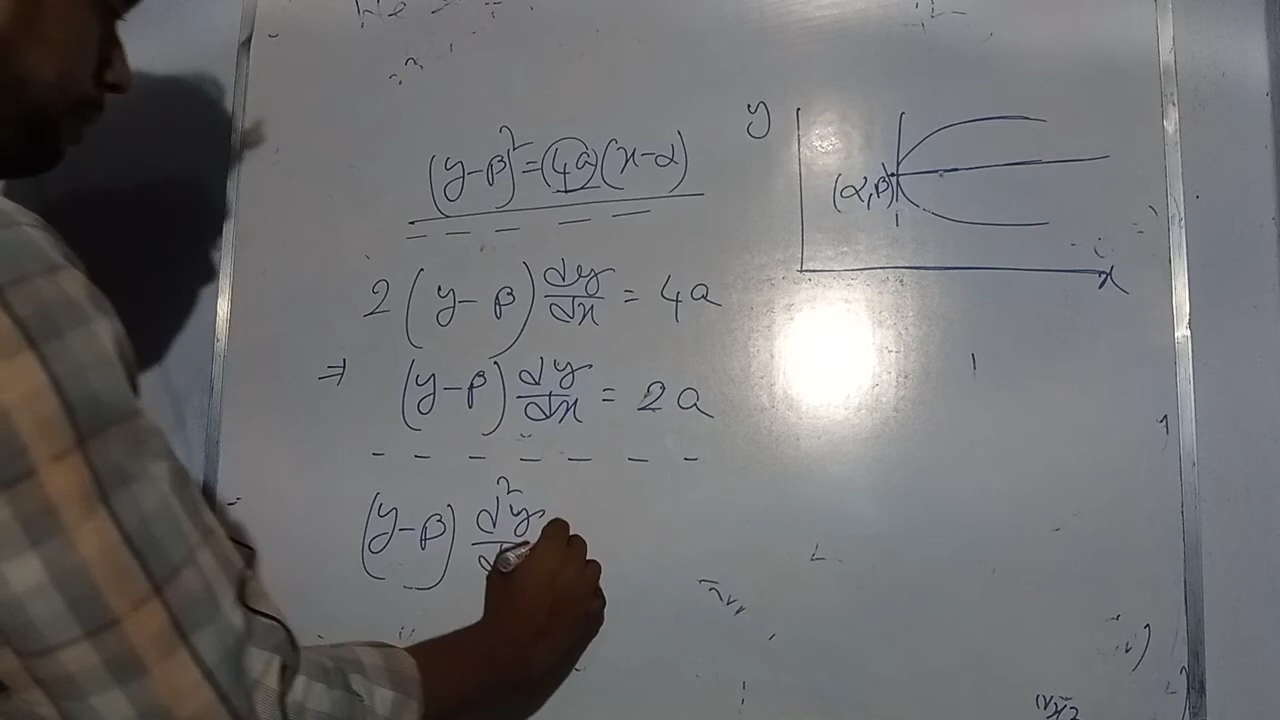 (y-β)²=(4a)(x-α)
2(y-β) dy/dx = 4a
⇒ (y-β) dy/dx = 2a
(y-β) d²y/d
y
(α,β)
x